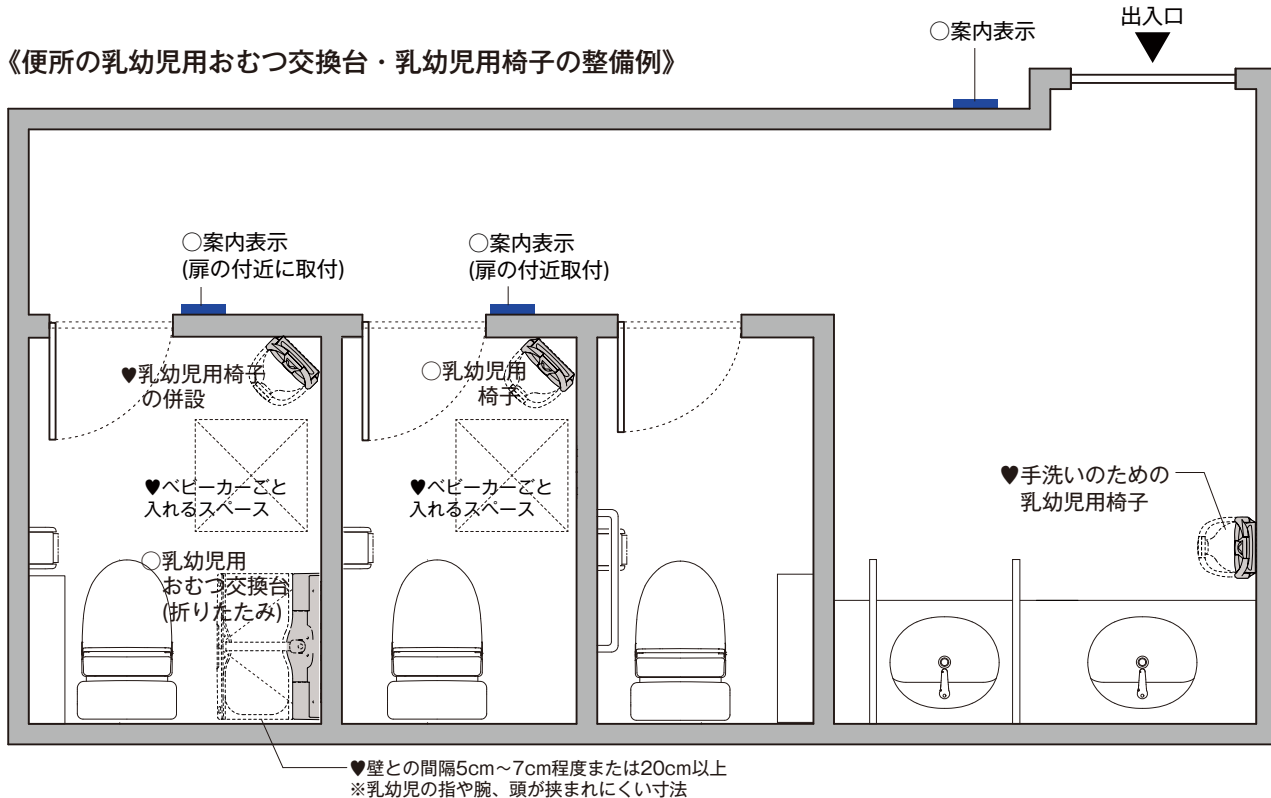 出入口
○案内表示
《便所の乳幼児用おむつ交換台・乳幼児用椅子の整備例》
○案内表示
(扉の付近に取付)
○案内表示
(扉の付近取付)
♥乳幼児用椅子
の併設
○乳幼児用
椅子
♥ベビーカーごと
入れるスペース
♥ベビーカーごと
入れるスペース
♥手洗いのための
乳幼児用椅子
○乳幼児用
おむつ交換台
(折りたたみ)
♥壁との間隔5cm～7cm程度または20cm以上
※乳幼児の指や腕、頭が挟まれにくい寸法